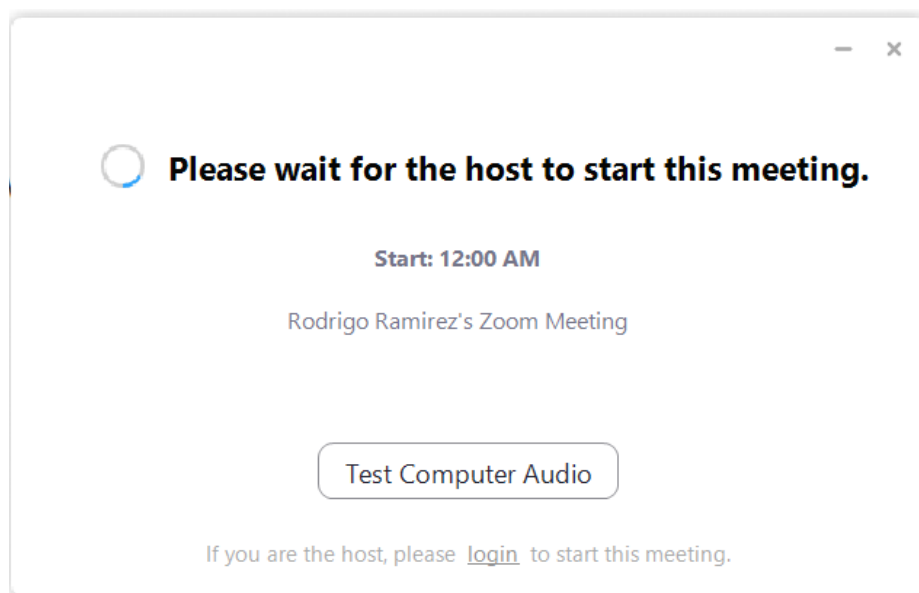 Please wait for the host to start this meeting.
Start: 12:00 AM
Rodrigo Ramirez's Zoom Meeting
Test Computer Audio
If you are the host, please login to start this meeting.